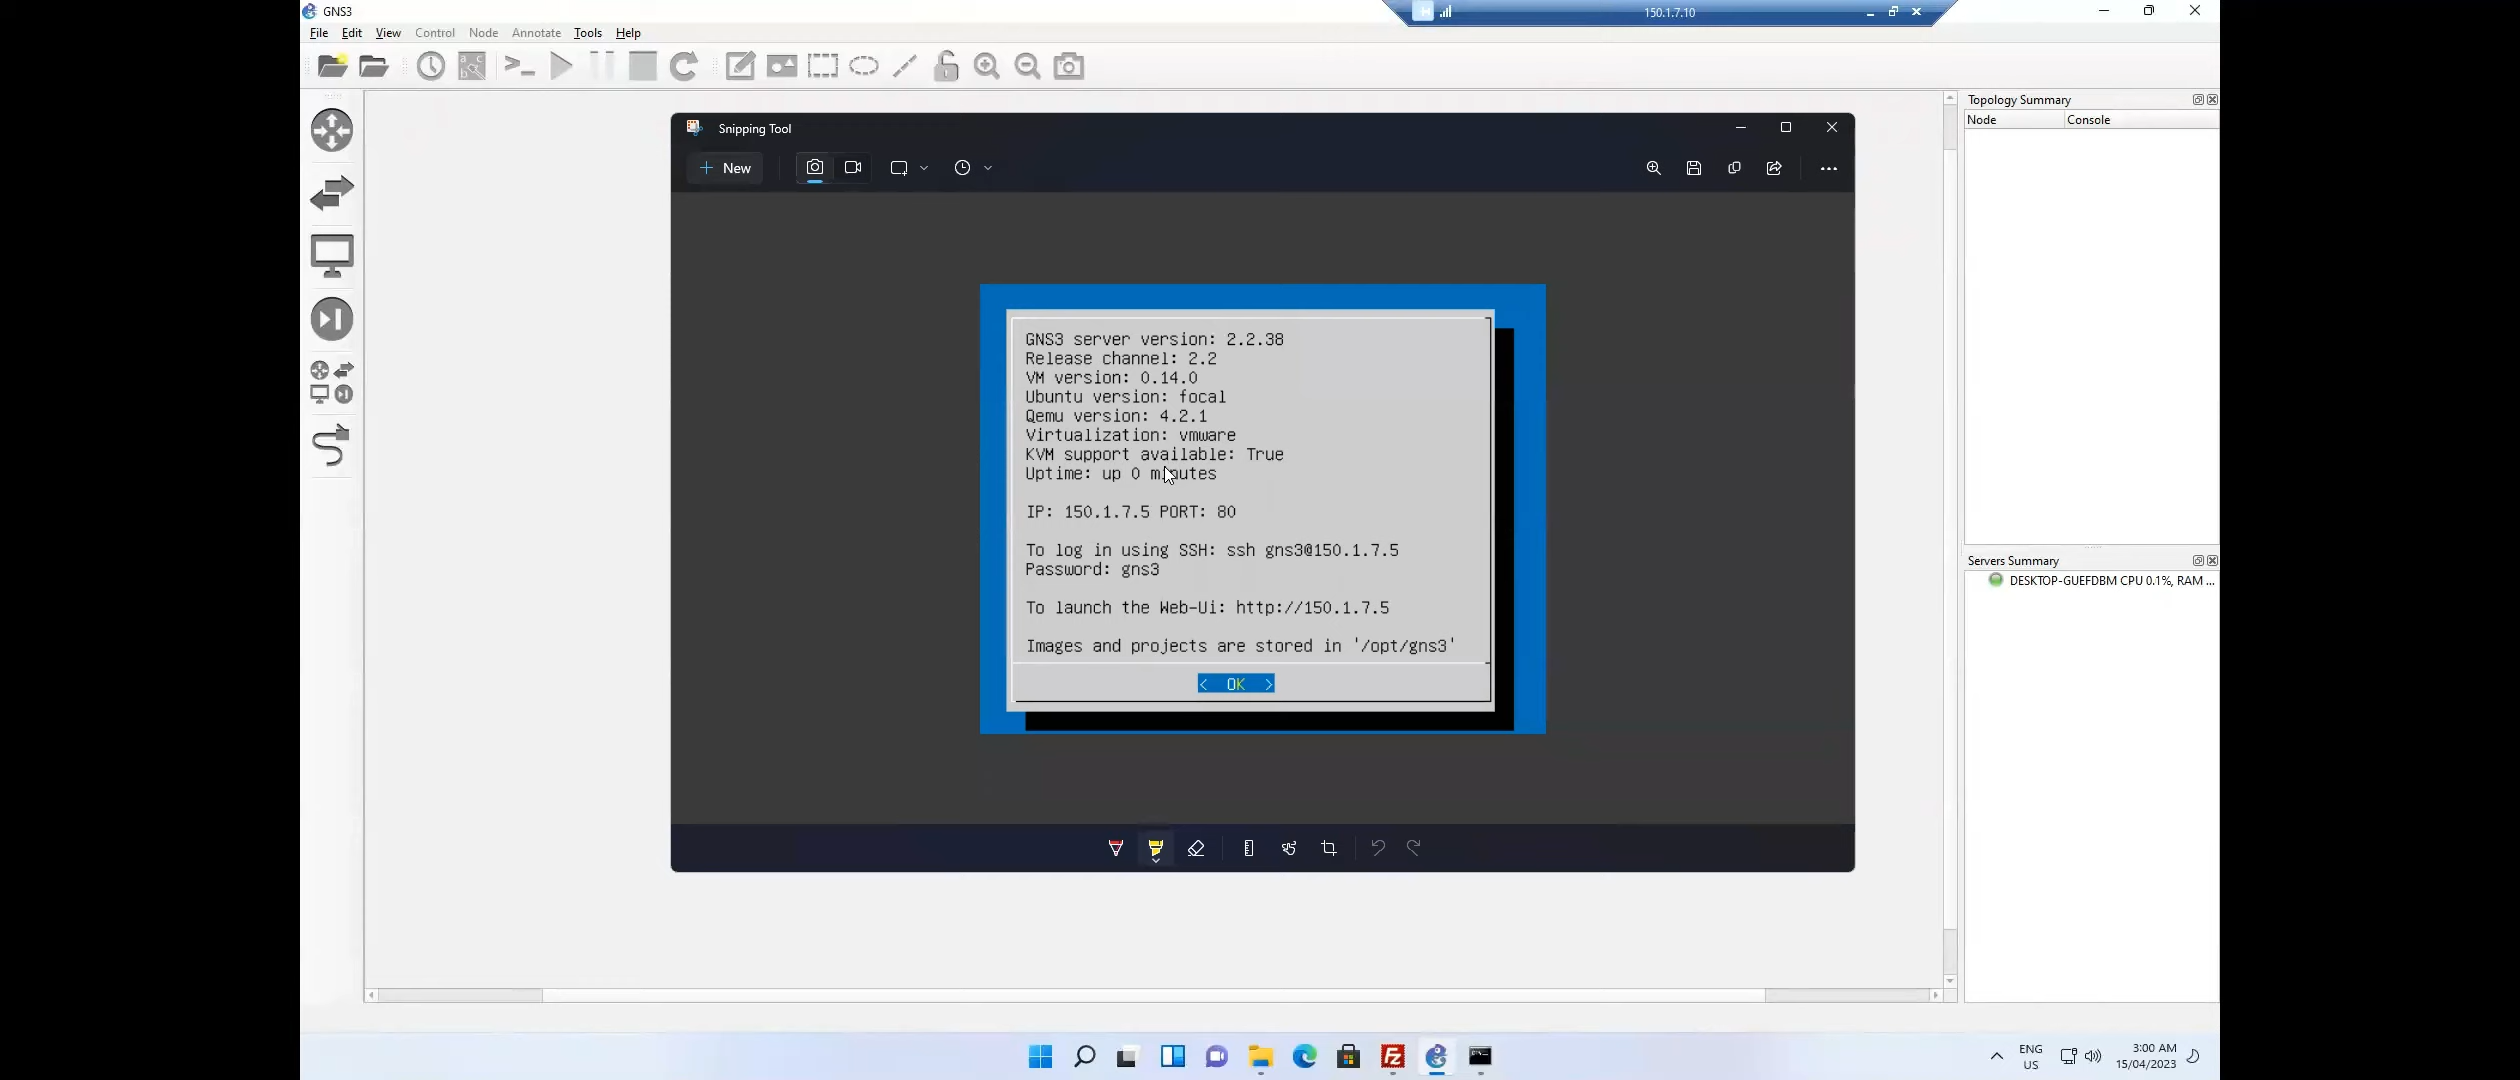 GNS3
150.1.7.10
File Edit View Control Node Annotate Tools Help
Topology Summary
Node Console
Snipping Tool
New
GNS3 server version: 2.2.38
Release channel: 2.2
VM version: 0.14.0
Ubuntu version: focal
Qemu version: 4.2.1
Virtualization: vmware
KVM support available: True
Uptime: up 0 minutes
IP: 150.1.7.5 PORT: 80
To log in using SSH: ssh gns3@150.1.7.5
Password: gns3
To launch the Web-Ui: http://150.1.7.5
Images and projects are stored in '/opt/gns3'
< OK >
Servers Summary
DESKTOP-GUEFDBM CPU 0.1%, RAM ...
ENG
US
3:00 AM
15/04/2023